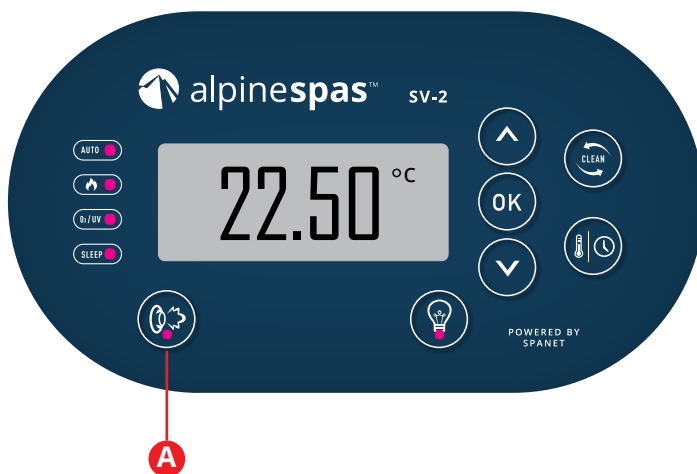 alpinespas™ SV-2
AUTO
O₃/UV
SLEEP
22.50 °C
OK
CLEAN
POWERED BY
SPANET
A